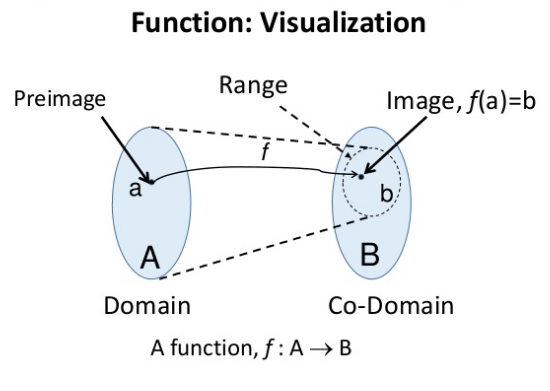 Function: Visualization
Range
Preimage
Image, f(a)=b
f
a
b
A
B
Domain
Co-Domain
A function, f : A → B